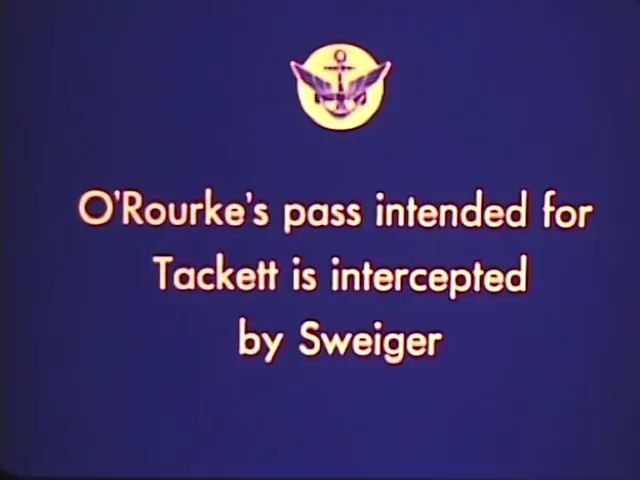 O'Rourke's pass intended for
Tackett is intercepted
by Sweiger